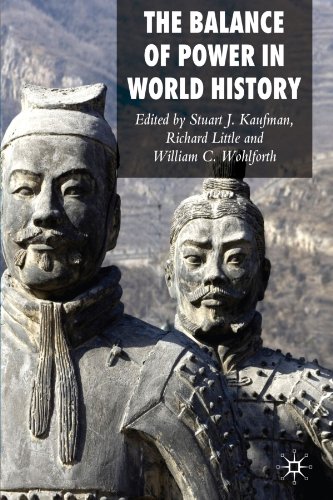 THE BALANCE
OF POWER IN
WORLD HISTORY
Edited by Stuart J. Kaufman,
Richard Little and
William C. Wohlforth